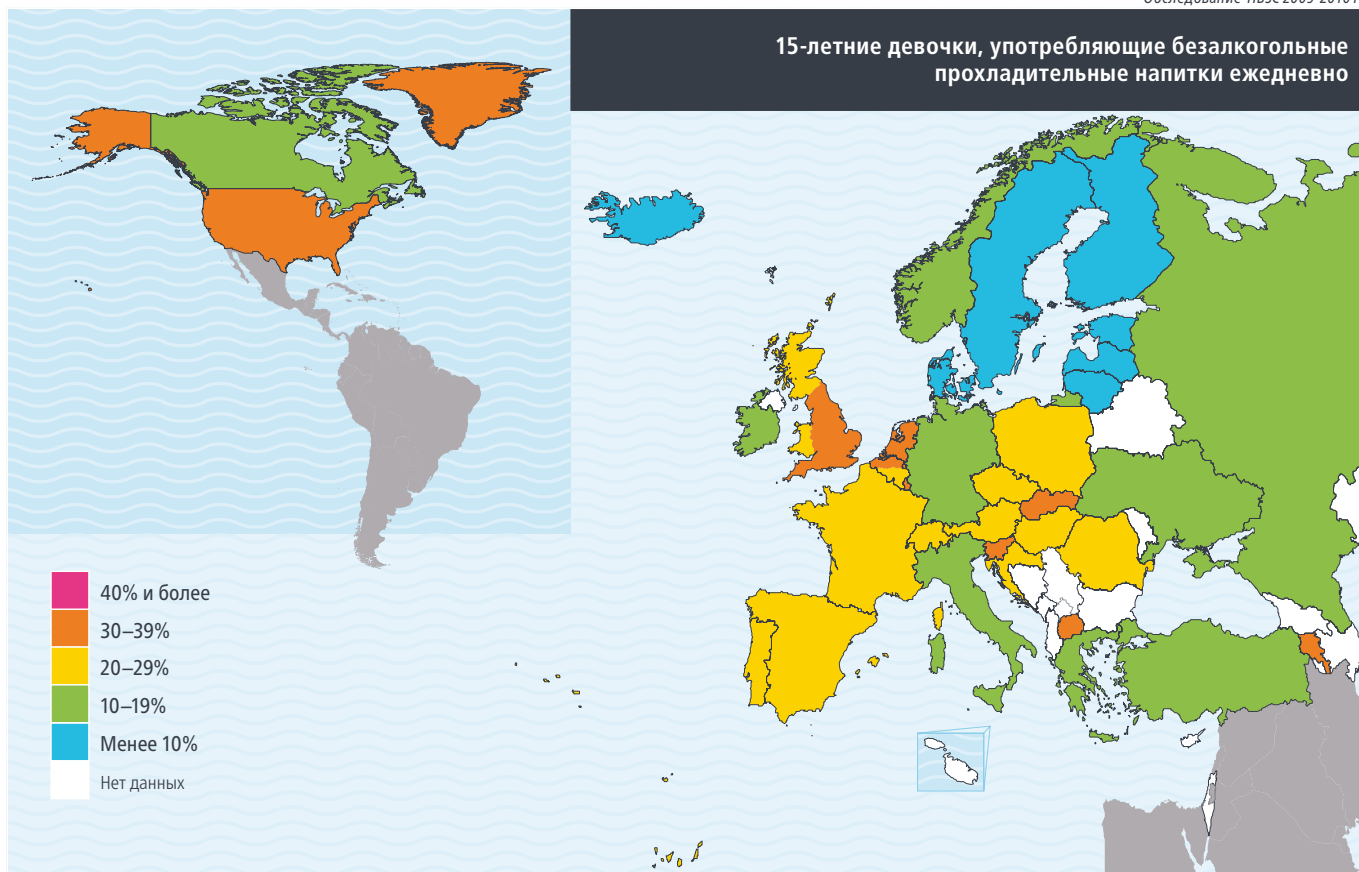 15-летние девочки, употребляющие безалкогольные
прохладительные напитки ежедневно
40% и более
30–39%
20–29%
10–19%
Менее 10%
Нет данных